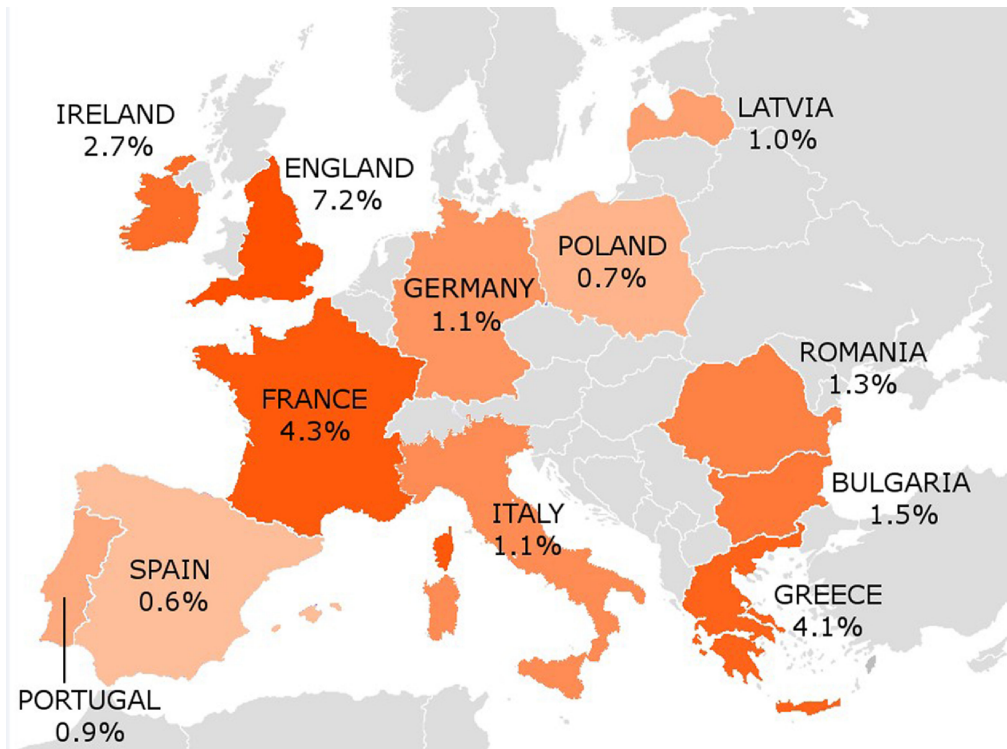 IRELAND
2.7%
ENGLAND
7.2%
LATVIA
1.0%
POLAND
0.7%
GERMANY
1.1%
FRANCE
4.3%
ROMANIA
1.3%
BULGARIA
1.5%
ITALY
1.1%
SPAIN
0.6%
GREECE
4.1%
PORTUGAL
0.9%